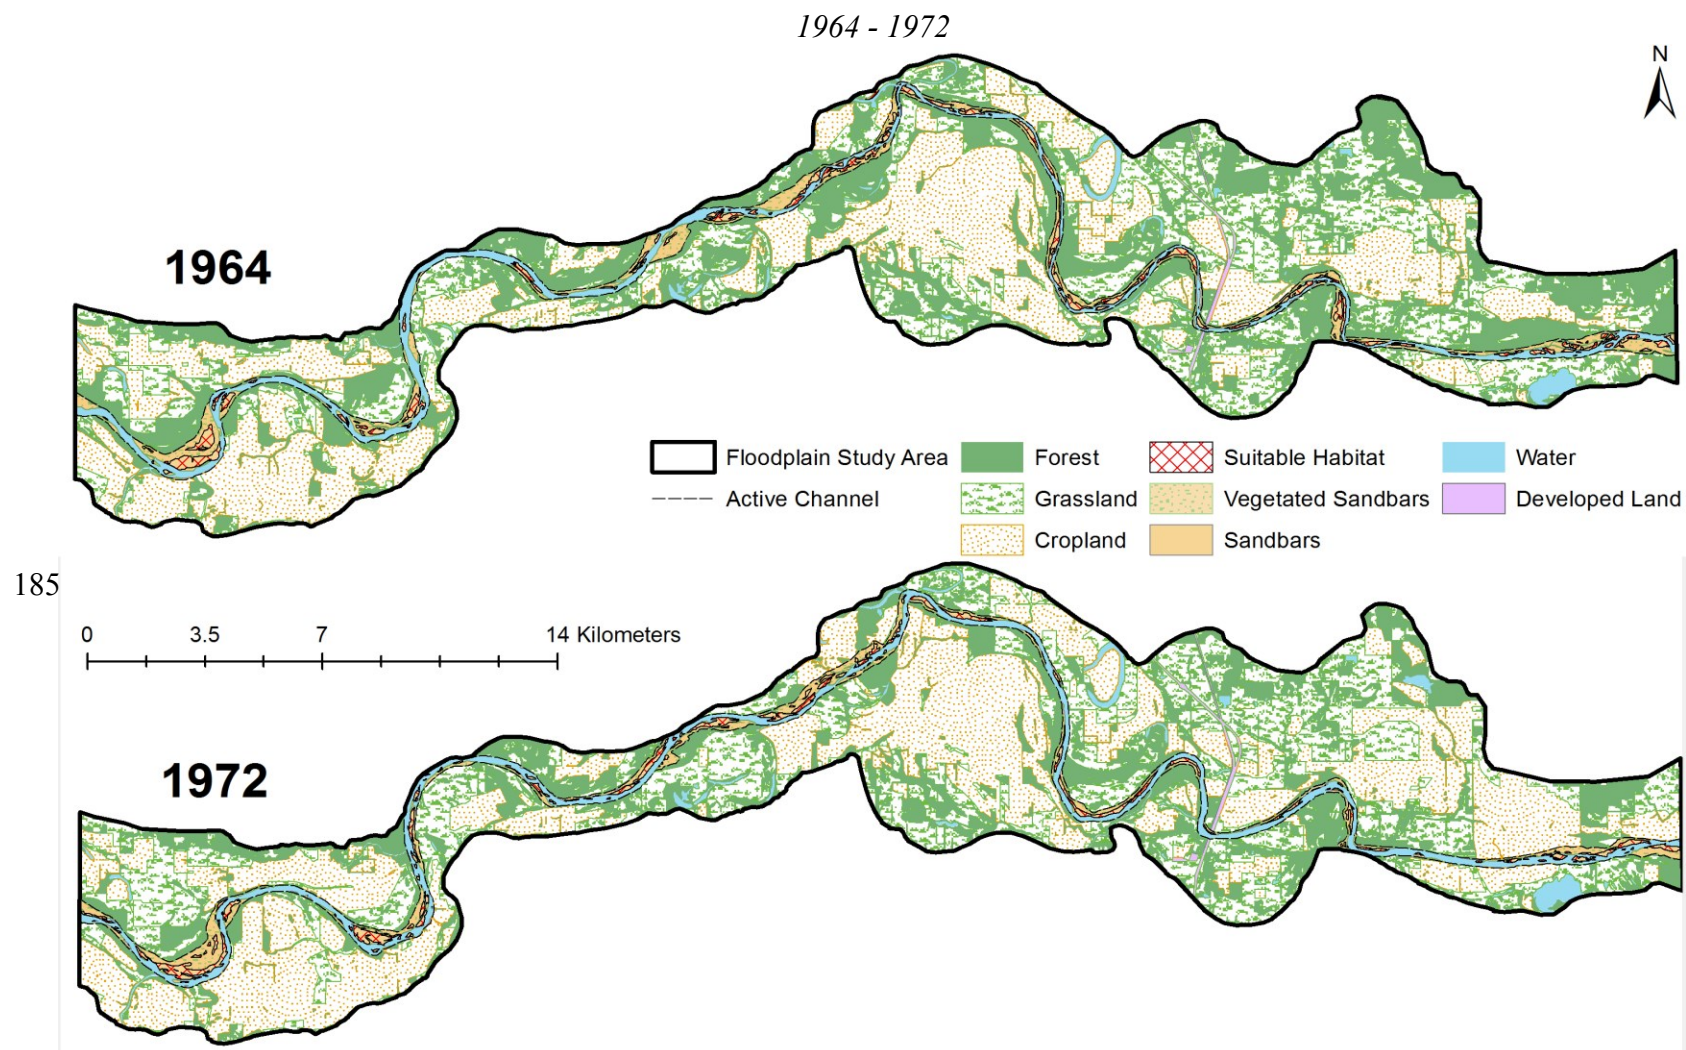 1964 - 1972
N
1964
Floodplain Study Area
Forest
Suitable Habitat
Water
Active Channel
Grassland
Vegetated Sandbars
Developed Land
Cropland
Sandbars
185
0 3.5 7 14 Kilometers
1972